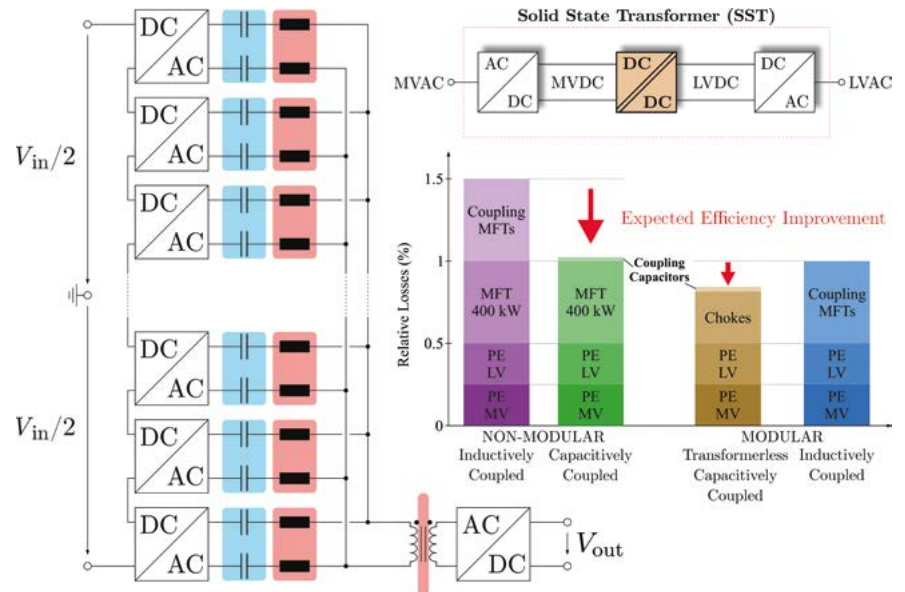 DC
AC
DC
AC
DC
AC
V_in/2
DC
AC
DC
AC
DC
AC
V_in/2
AC
DC
V_out
Solid State Transformer (SST)
MVAC
AC
DC
MVDC
DC
DC
LVDC
DC
AC
LVAC
Relative Losses (%)
1.5
1
0.5
0
Coupling
MFTs
MFT
400 kW
PE
LV
PE
MV
MFT
400 kW
PE
LV
PE
MV
Expected Efficiency Improvement
Coupling
Capacitors
Chokes
PE
LV
PE
MV
Coupling
MFTs
PE
LV
PE
MV
NON-MODULAR
Inductively
Coupled
Capacitively
Coupled
MODULAR
Transformerless
Capacitively
Coupled
Inductively
Coupled